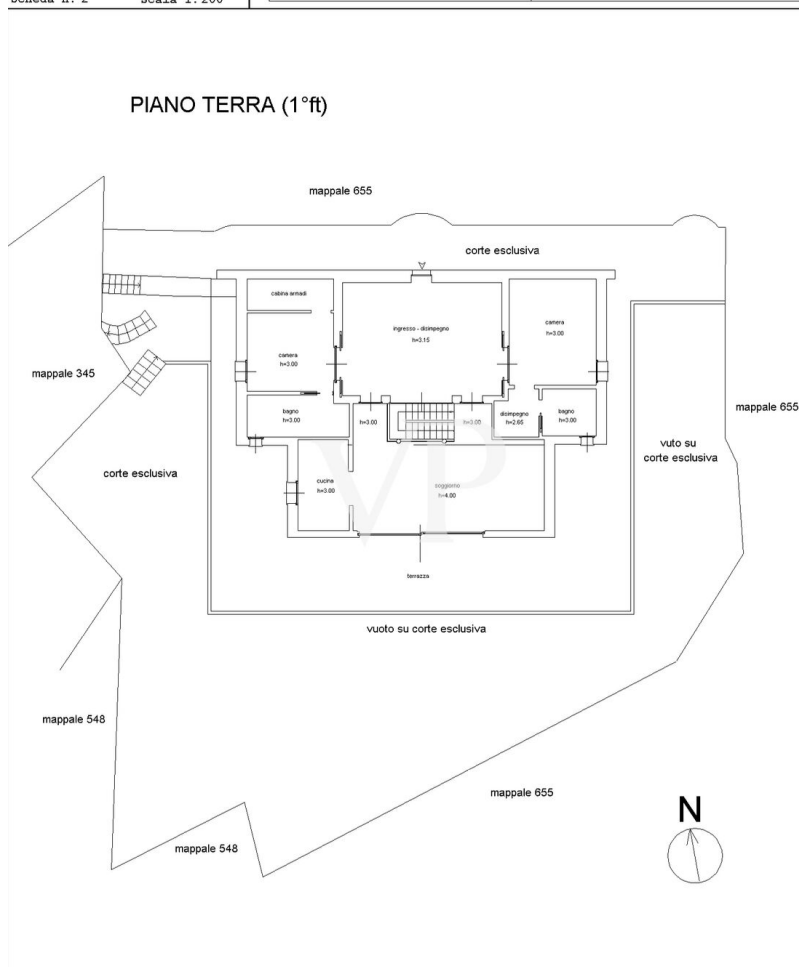 Scheda n. 2 Scala 1:200
PIANO TERRA (1°ft)
mappale 655
corte esclusiva
cabina armadi
ingresso - disimpegno
h=3.15
camera
h=3.00
camera
h=3.00
mappale 345
mappale 655
bagno
h=3.00
h=3.00
h=3.00
disimpegno
h=2.65
bagno
h=3.00
vuto su
corte esclusiva
corte esclusiva
cucina
h=3.00
soggiorno
h=4.00
VP
terrazza
vuoto su corte esclusiva
mappale 548
mappale 655
N
mappale 548